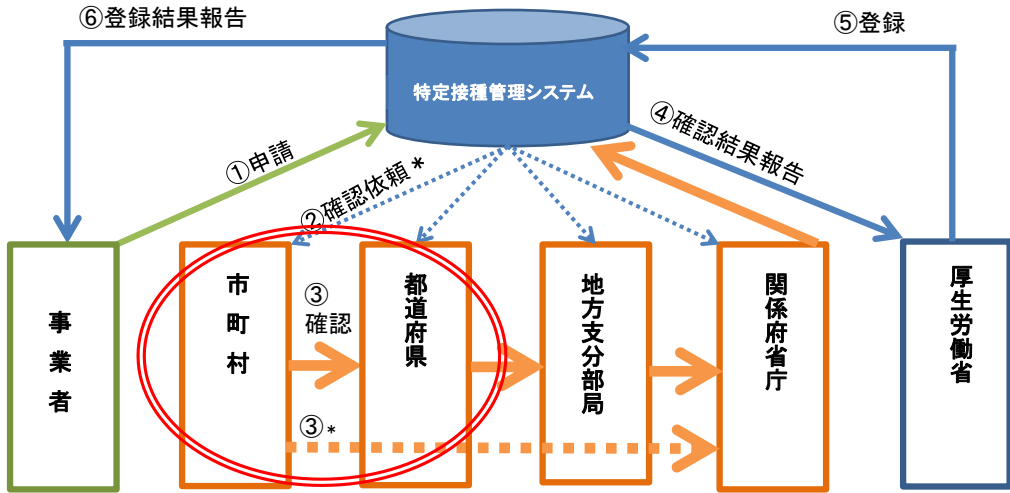 ⑥登録結果報告
⑤登録
特定接種管理システム
④確認結果報告
①申請
②確認依頼*
事業者
市町村
③
確認
都道府県
地方支分部局
関係府省庁
厚生労働省
③*